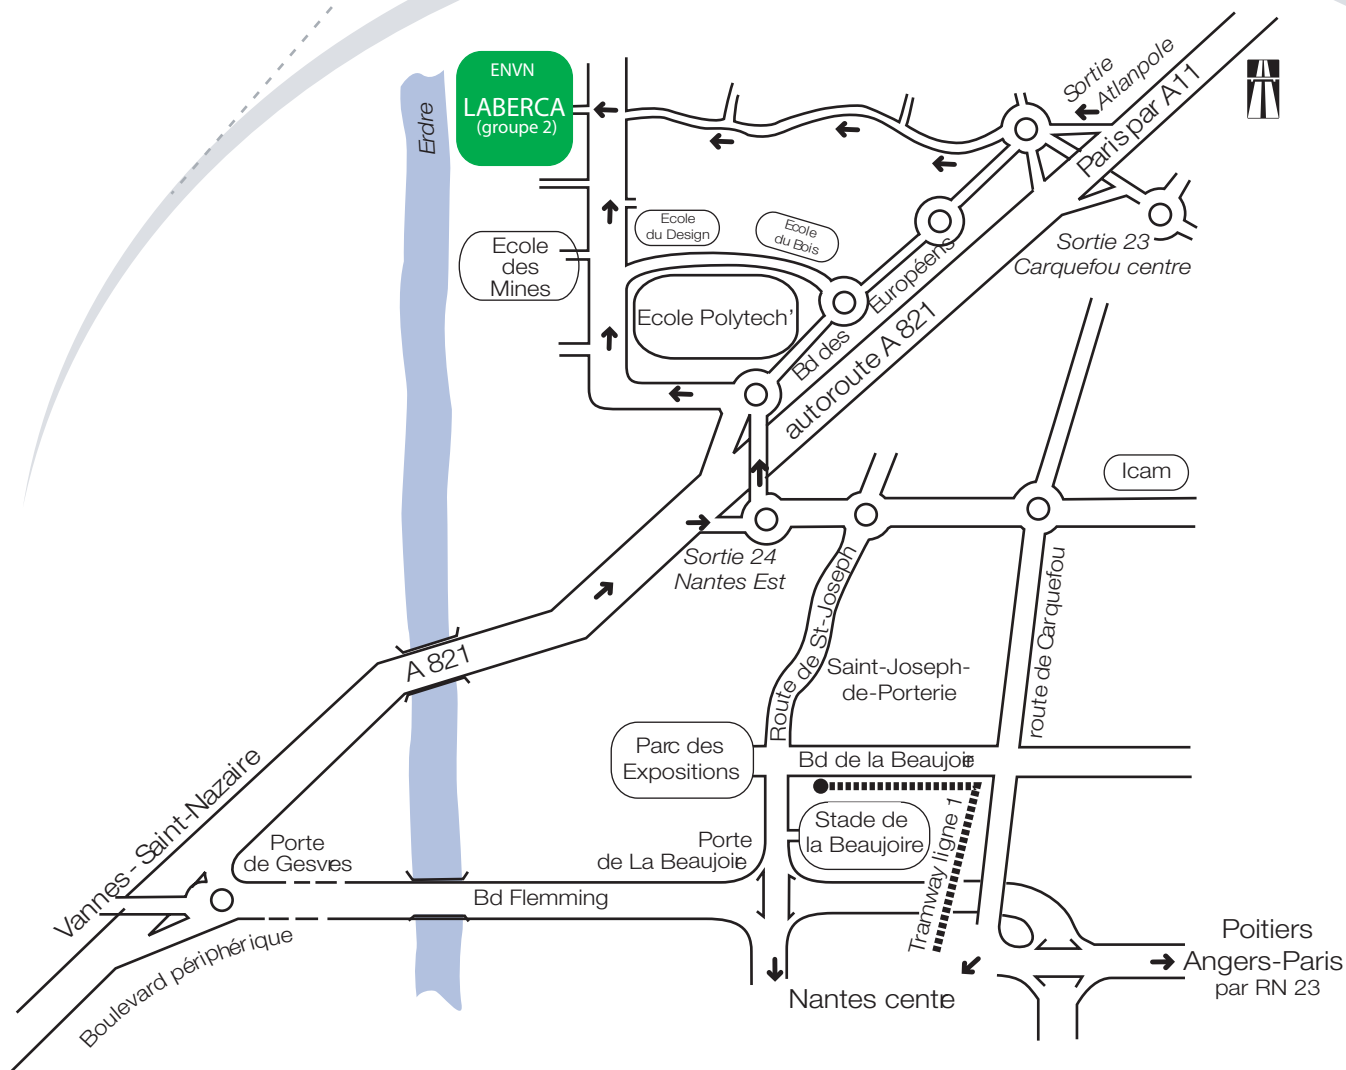 ENVN
LABERCA
(groupe 2)
Erdre
Sortie
Atlanpole
Paris par A11
Ecole
du Design
Ecole
du Bois
Ecole
des
Mines
Sortie 23
Carquefou centre
Ecole Polytech'
Bd des
Européens
autoroute A 821
Icam
Sortie 24
Nantes Est
Route de St-Joseph
route de Carquefou
A 821
Saint-Joseph-
de-Porterie
Parc des
Expositions
Bd de la Beaujoire
Vannes - Saint-Nazaire
Stade de
la Beaujoire
Tramway ligne 1
Porte
de Gesvres
Porte
de La Beaujoire
Bd Flemming
Boulevard périphérique
Poitiers
Angers-Paris
par RN 23
Nantes centre